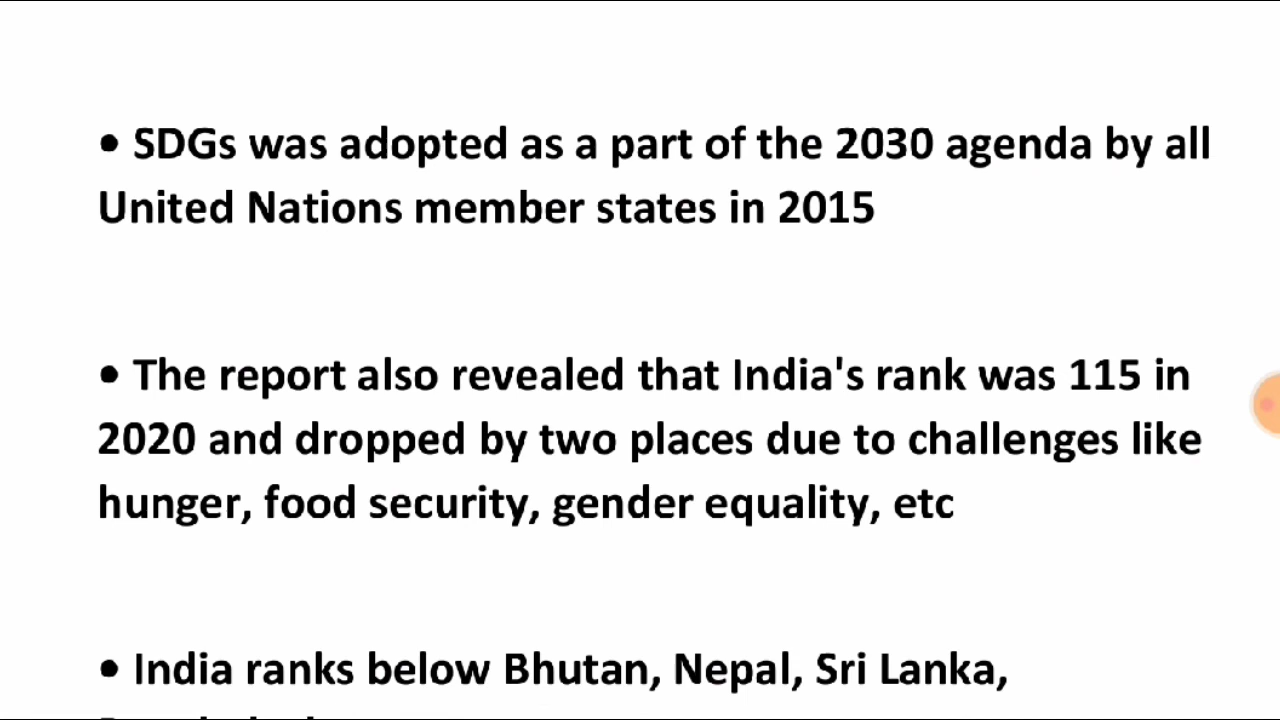 • SDGs was adopted as a part of the 2030 agenda by all
United Nations member states in 2015
• The report also revealed that India's rank was 115 in
2020 and dropped by two places due to challenges like
hunger, food security, gender equality, etc
• India ranks below Bhutan, Nepal, Sri Lanka,